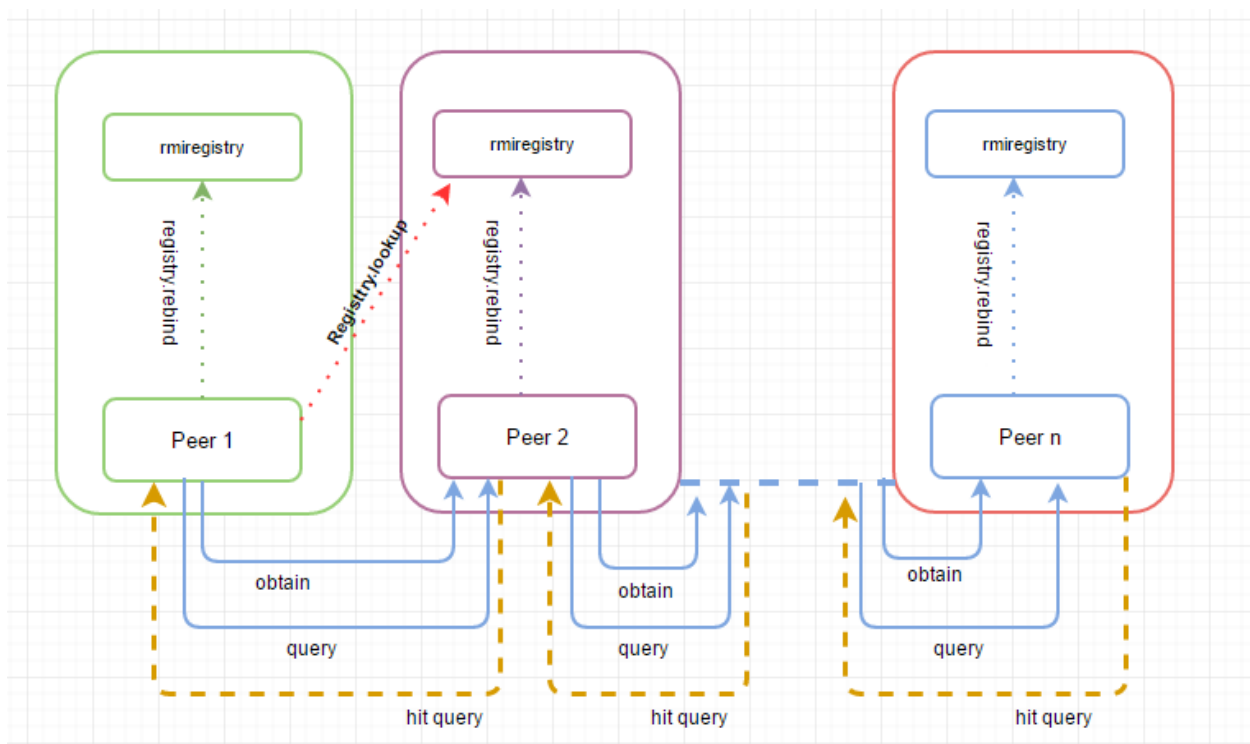 rmiregistry
rmiregistry
rmiregistry
registry.rebind
Registtry.lookup
registry.rebind
registry.rebind
Peer 1
Peer 2
Peer n
obtain
obtain
obtain
query
query
query
hit query
hit query
hit query